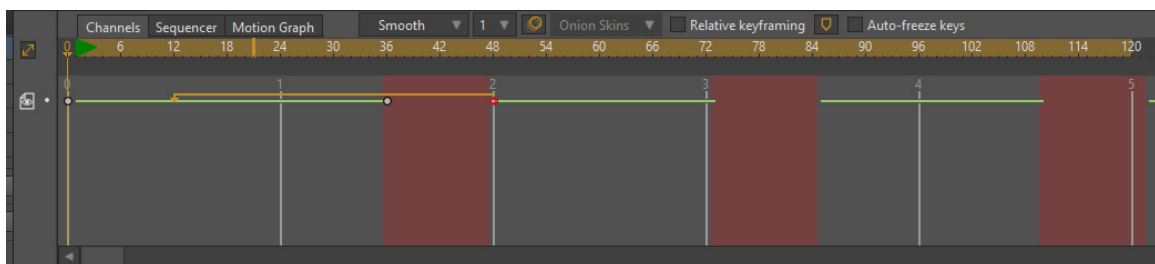 Channels Sequencer Motion Graph Smooth 1 Onion Skins Relative keyframing Auto-freeze keys
0 6 12 18 24 30 36 42 48 54 60 66 72 78 84 90 96 102 108 114 120
0 1 2 3 4 5